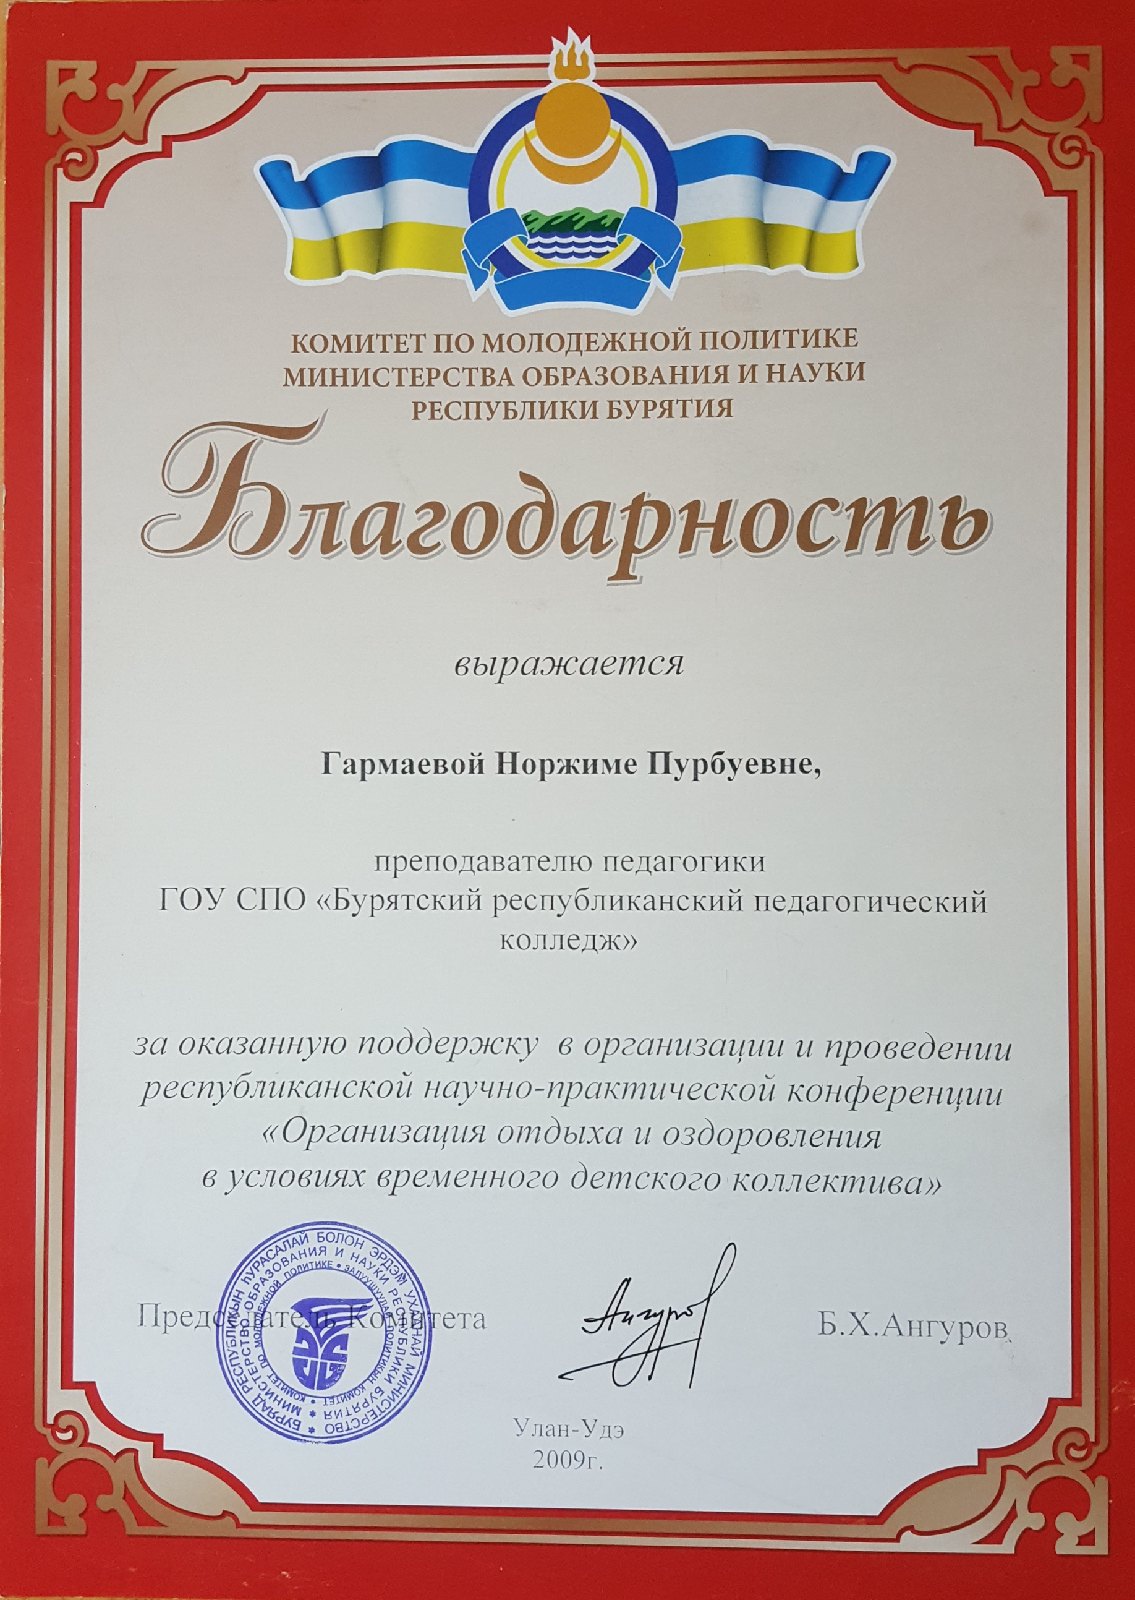 КОМИТЕТ ПО МОЛОДЕЖНОЙ ПОЛИТИКЕ
МИНИСТЕРСТВА ОБРАЗОВАНИЯ И НАУКИ
РЕСПУБЛИКИ БУРЯТИЯ
Благодарность
выражается
Гармаевой Норжиме Пурбуевне,
преподавателю педагогики
ГОУ СПО «Бурятский республиканский педагогический
колледж»
за оказанную поддержку в организации и проведении
республиканской научно-практической конференции
«Организация отдыха и оздоровления
в условиях временного детского коллектива»
Председатель Комитета
Б.Х.Ангуров
Ангуров
БУРЯАД РЕСПУБЛИКЫН ҺУРАЛСАЛАЙ БОЛОН ЭРДЭМ УХААНАЙ МИНИСТЕРСТВО
МИНИСТЕРСТВО ОБРАЗОВАНИЯ И НАУКИ РЕСПУБЛИКИ БУРЯТИЯ
КОМИТЕТ ПО МОЛОДЕЖНОЙ ПОЛИТИКЕ
Улан-Удэ
2009г.